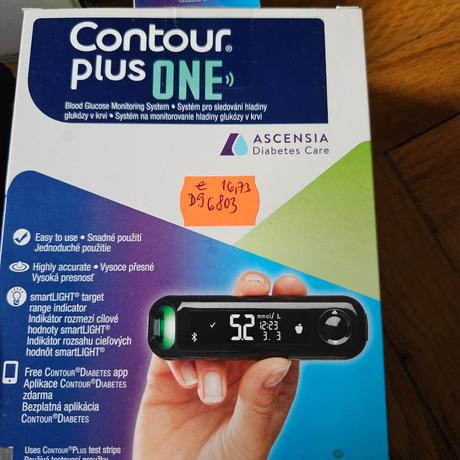 Contour®
plus ONE
Blood Glucose Monitoring System • Systém pro sledování hladiny
glukózy v krvi • Systém na monitorovanie hladiny glukózy v krvi
ASCENSIA
Diabetes Care
€ 16,73
D96803
Easy to use • Snadné použití
Jednoduché použitie
Highly accurate • Vysoce přesné
Vysoká presnosť
smartLIGHT® target
range indicator
Indikátor rozmezí cílové
hodnoty smartLIGHT®
Indikátor rozsahu cieľových
hodnôt smartLIGHT®
5.2 mmol/L
12:23
3. 3
Free CONTOUR®DIABETES app
Aplikace CONTOUR®DIABETES
zdarma
Bezplatná aplikácia
CONTOUR®DIABETES
Uses CONTOUR®PLUS test strips
Používá testovací proužky